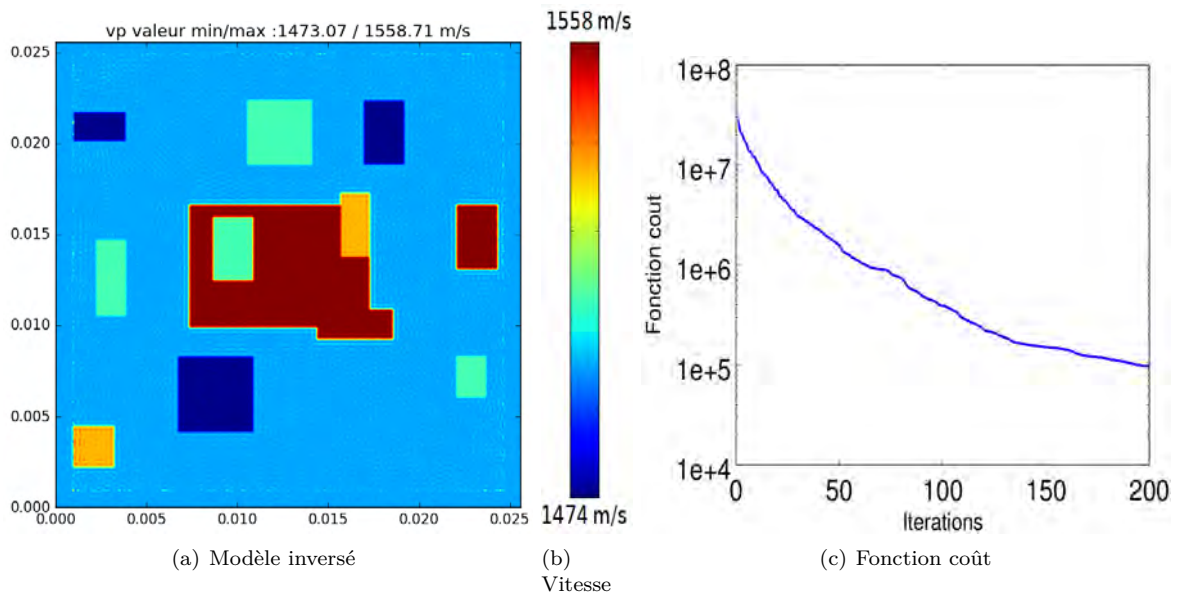 vp valeur min/max :1473.07 / 1558.71 m/s
0.025
0.020
0.015
0.010
0.005
0.000
0.000 0.005 0.010 0.015 0.020 0.025
(a) Modèle inversé
1558 m/s
1474 m/s
(b)
Vitesse
Fonction cout
1e+8
1e+7
1e+6
1e+5
1e+4
0 50 100 150 200
Iterations
(c) Fonction coût